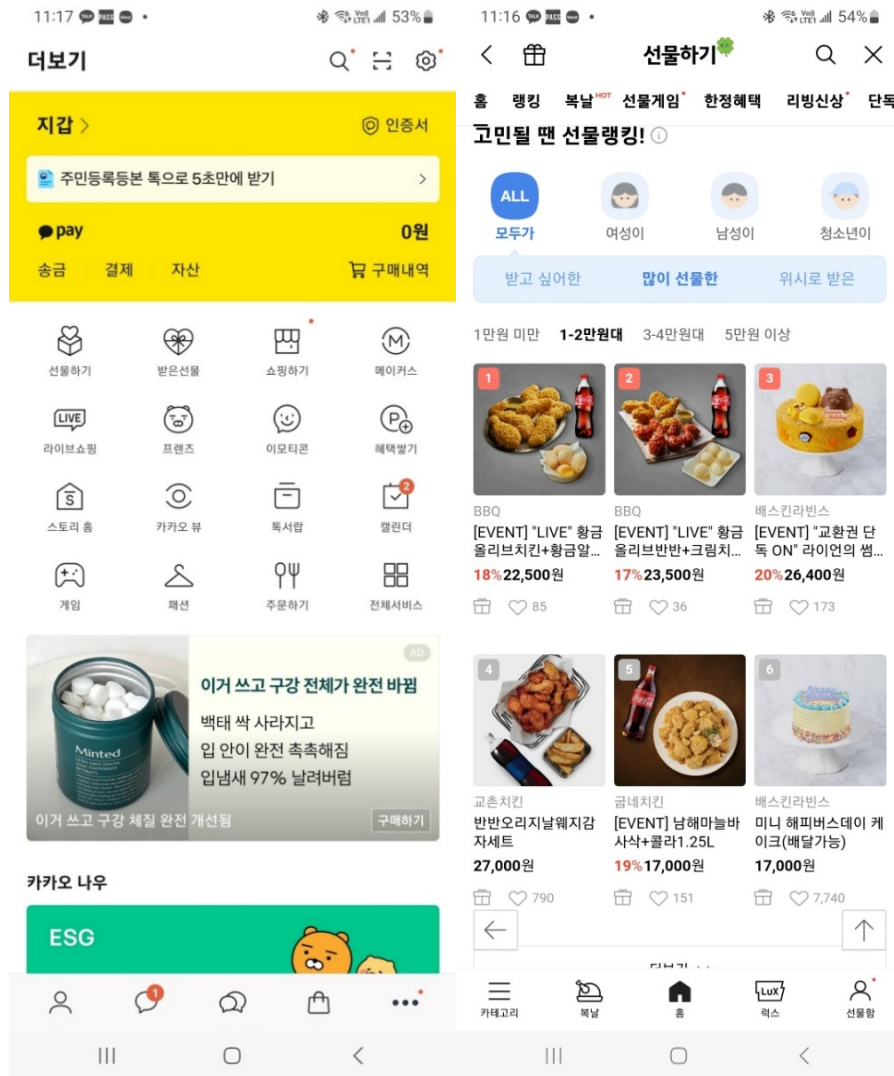 11:17 TALK PASS
LTE1 53%
더보기
지갑 >
인증서
주민등록등본 톡으로 5초만에 받기 >
pay
0원
송금 결제 자산
구매내역
선물하기 받은선물 쇼핑하기 메이커스
LIVE
라이브쇼핑 프렌즈 이모티콘 혜택쌓기
2
스토리 홈 카카오 뷰 톡서랍 캘린더
게임 패션 주문하기 전체서비스
AD
이거 쓰고 구강 전체가 완전 바뀜
백태 싹 사라지고
입 안이 완전 촉촉해짐
입냄새 97% 날려버럼
Minted
이거 쓰고 구강 체질 완전 개선됨
구매하기
카카오 나우
ESG
1
11:16 TALK PASS
LTE1 54%
선물하기
홈 랭킹 복날 HOT 선물게임 한정혜택 리빙신상 단독
고민될 땐 선물랭킹!
ALL
모두가 여성이 남성이 청소년이
받고 싶어한 많이 선물한 위시로 받은
1만원 미만 1-2만원대 3-4만원대 5만원 이상
1 2 3
BBQ
[EVENT] "LIVE" 황금
올리브치킨+황금알...
18% 22,500원
85
BBQ
[EVENT] "LIVE" 황금
올리브반반+크림치...
17% 23,500원
36
배스킨라빈스
[EVENT] "교환권 단
독 ON" 라이언의 썸...
20% 26,400원
173
4 5 6
교촌치킨
반반오리지날웨지감
자세트
27,000원
790
굽네치킨
[EVENT] 남해마늘바
사삭+콜라1.25L
19% 17,000원
151
배스킨라빈스
미니 해피버스데이 케
이크(배달가능)
17,000원
7,740
더보기
카테고리 복날 홈 럭스 선물함
LUX